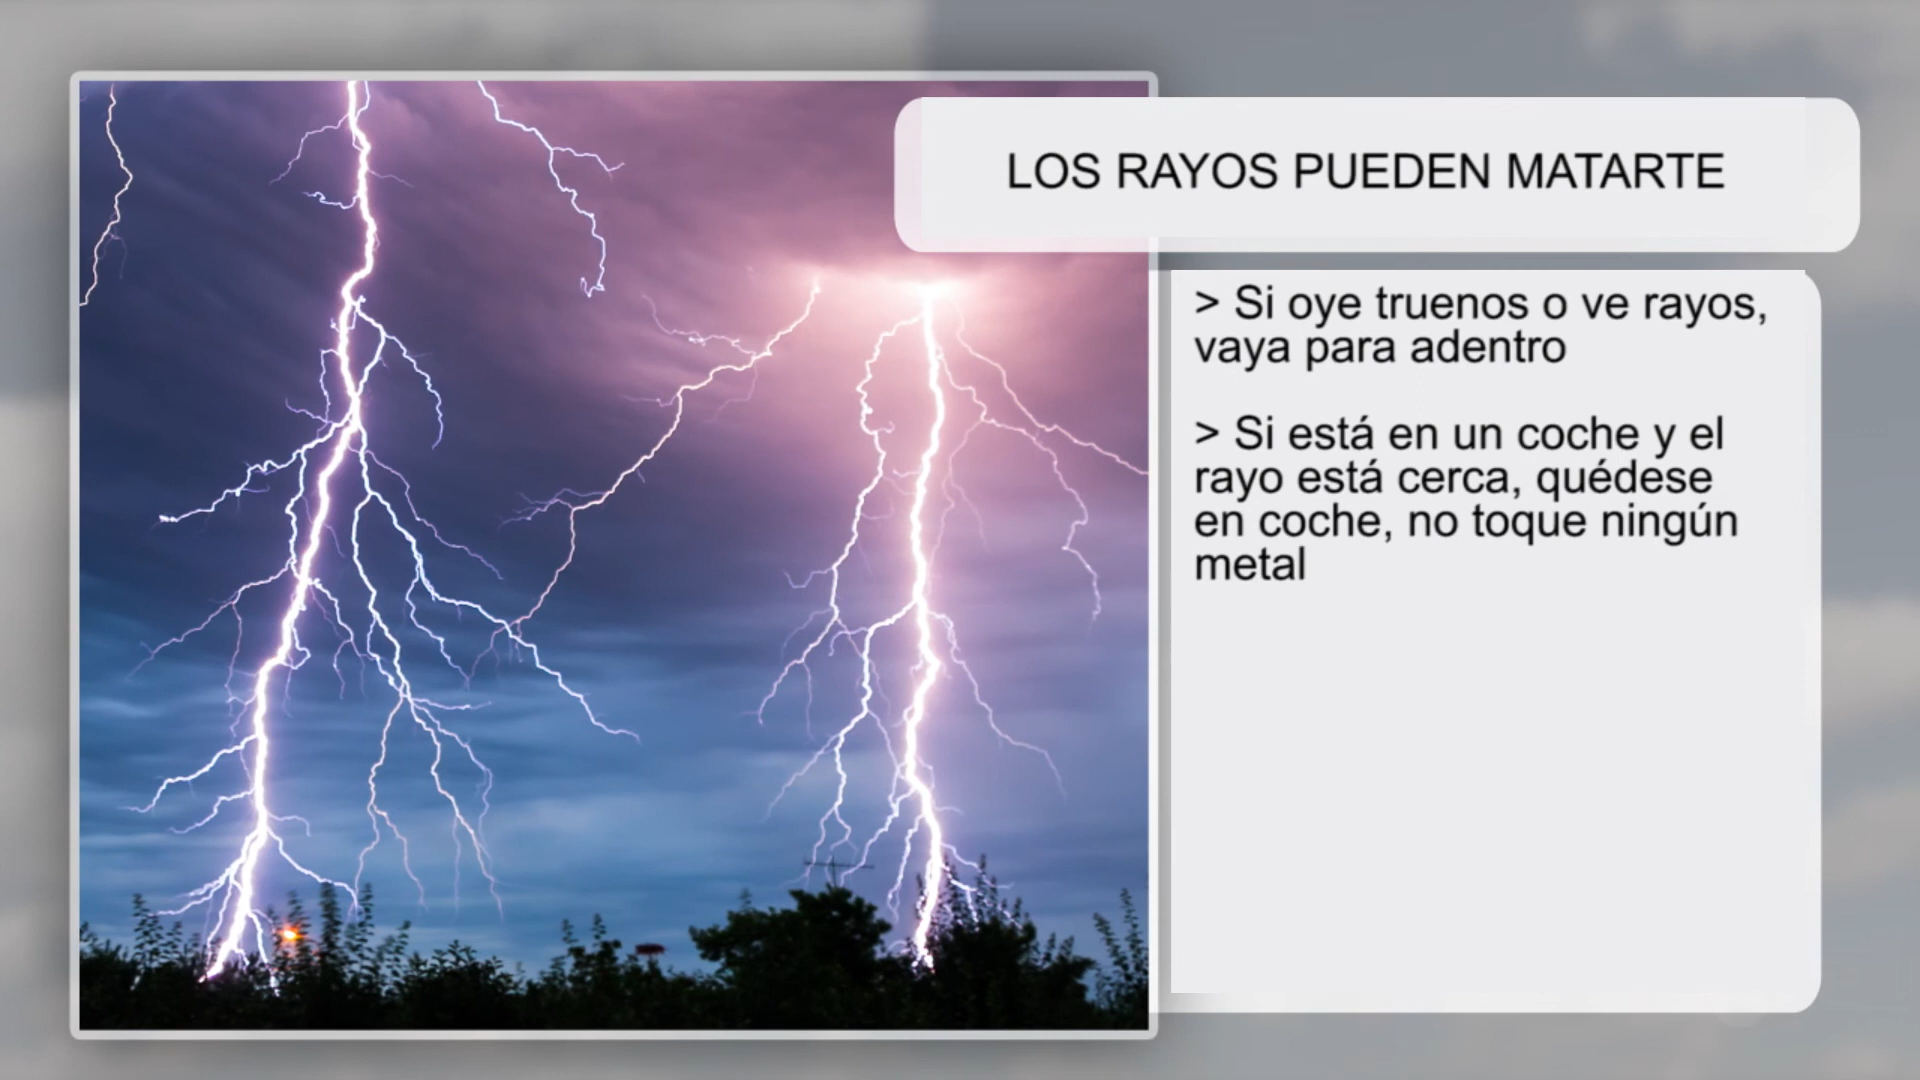 LOS RAYOS PUEDEN MATARTE
> Si oye truenos o ve rayos,
vaya para adentro
> Si está en un coche y el
rayo está cerca, quédese
en coche, no toque ningún
metal